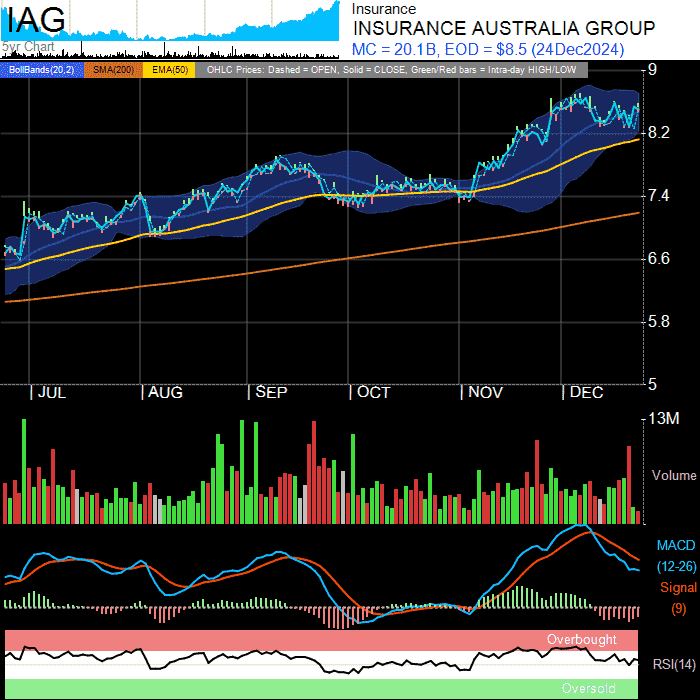 IAG
5yr Chart
Insurance
INSURANCE AUSTRALIA GROUP
MC = 20.1B, EOD = $8.5 (24Dec2024)
BollBands(20,2) SMA(200) EMA(50) OHLC Prices: Dashed = OPEN, Solid = CLOSE, Green/Red bars = Intra-day HIGH/LOW
9
8.2
7.4
6.6
5.8
5
| JUL | AUG | SEP | OCT | NOV | DEC
13M
Volume
MACD
(12-26)
Signal
(9)
Overbought
RSI(14)
Oversold